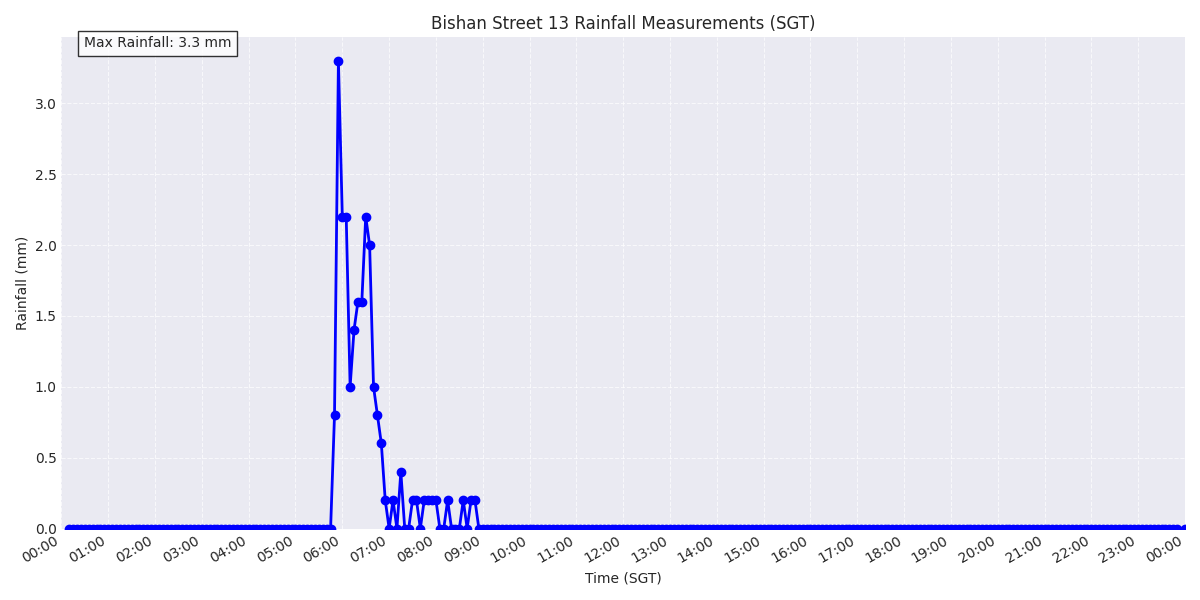 Bishan Street 13 Rainfall Measurements (SGT)
Max Rainfall: 3.3 mm
Rainfall (mm)
3.0
2.5
2.0
1.5
1.0
0.5
0.0
00:00 01:00 02:00 03:00 04:00 05:00 06:00 07:00 08:00 09:00 10:00 11:00 12:00 13:00 14:00 15:00 16:00 17:00 18:00 19:00 20:00 21:00 22:00 23:00 00:00
Time (SGT)